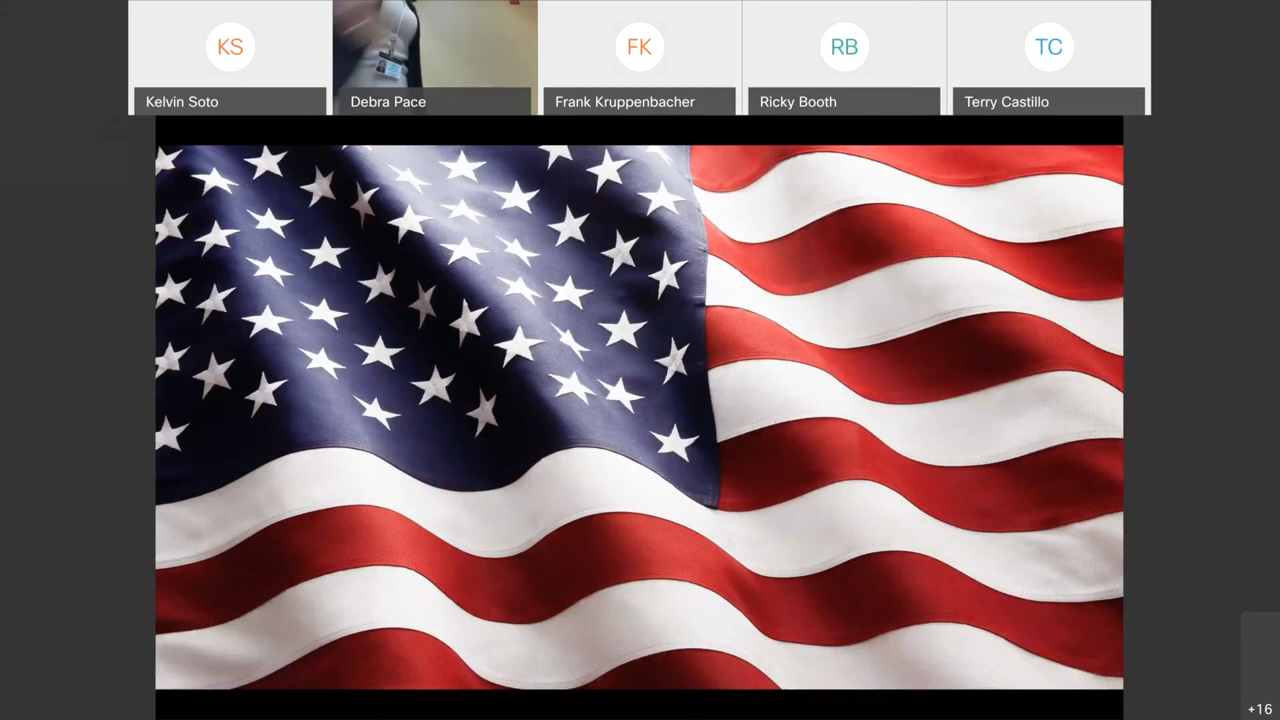 KS
Kelvin Soto
Debra Pace
FK
Frank Kruppenbacher
RB
Ricky Booth
TC
Terry Castillo
+16